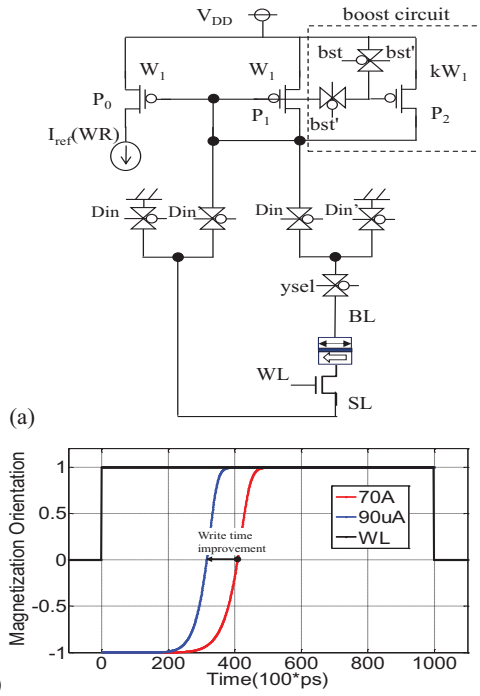 boost circuit
V_DD
bst bst'
W₁ W₁ kW₁
P₀ P₁ bst' P₂
I_ref(WR)
Din Din' Din Din'
ysel
BL
WL
SL
(a)
Magnetization Orientation
1
0.5
0
-0.5
-1
70A
90uA
WL
Write time
improvement
0 200 400 600 800 1000
Time(100*ps)
)